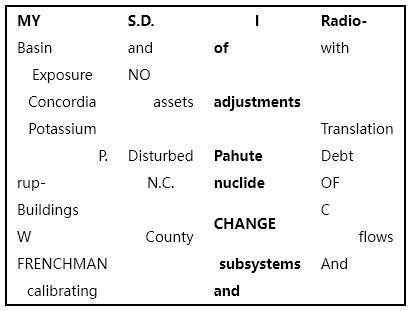 MY S.D. I Radio-
Basin and of with
Exposure NO
Concordia assets adjustments
Potassium Translation
P. Disturbed Pahute Debt
rup- N.C. nuclide OF
Buildings C
CHANGE
W County flows
FRENCHMAN subsystems And
calibrating and